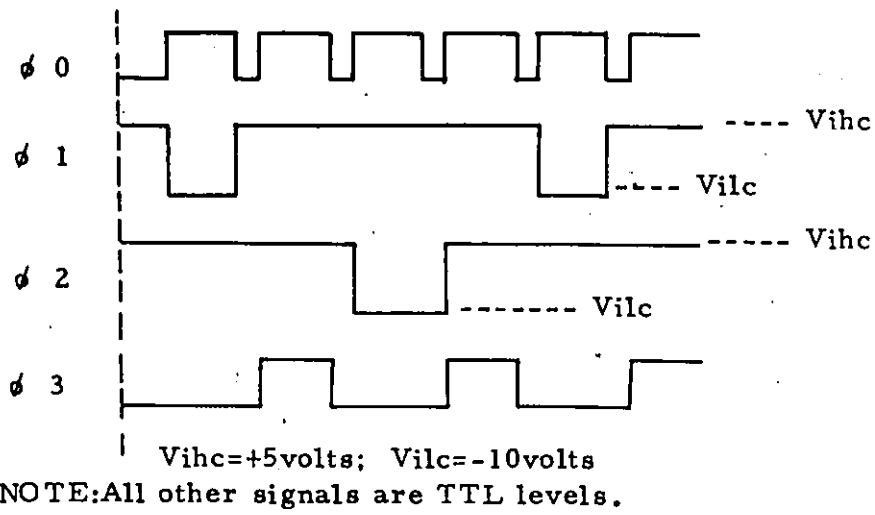 ø 0
---- Vihc
ø 1
---- Vilc
----- Vihc
ø 2
------- Vilc
ø 3
Vihc=+5volts; Vilc=-10volts
NOTE:All other signals are TTL levels.